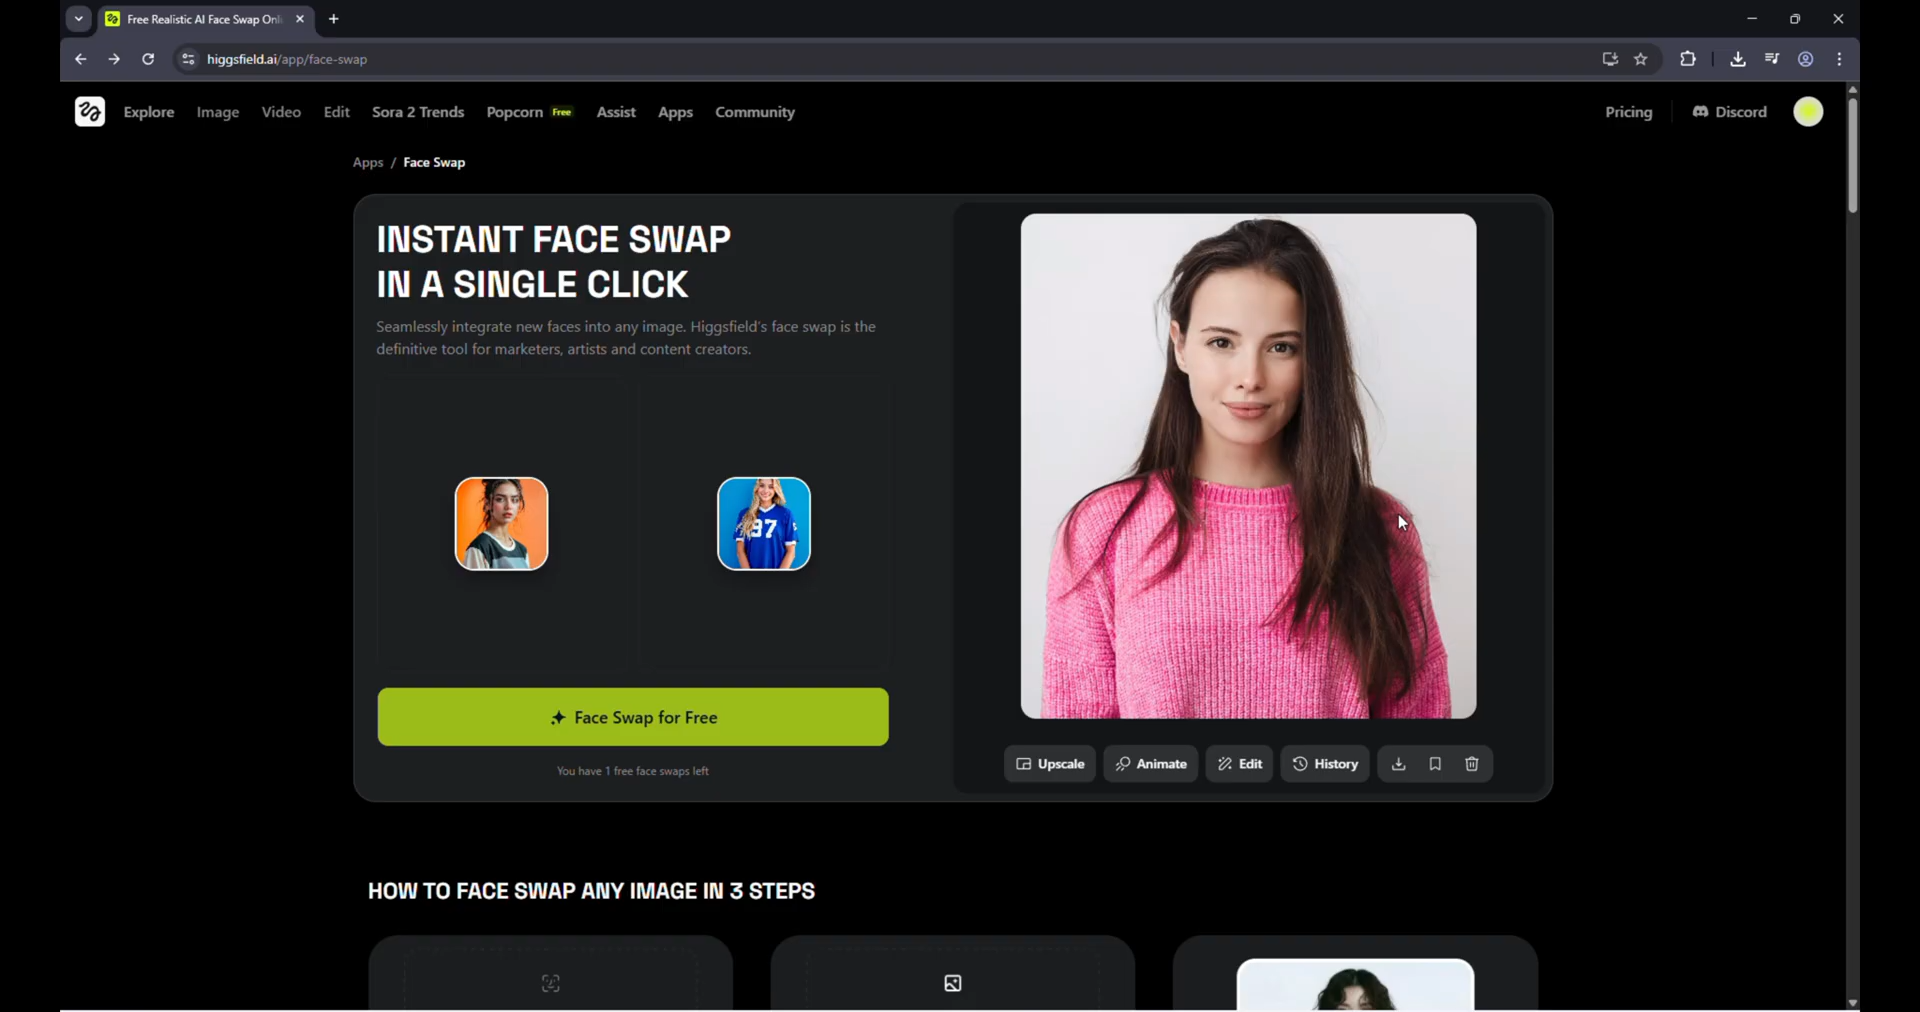 Free Realistic AI Face Swap Onli
higgsfield.ai/app/face-swap
Explore
Image
Video
Edit
Sora 2 Trends
Popcorn Free
Assist
Apps
Community
Pricing
Discord
Apps / Face Swap
INSTANT FACE SWAP
IN A SINGLE CLICK
Seamlessly integrate new faces into any image. Higgsfield's face swap is the
definitive tool for marketers, artists and content creators.
97
Face Swap for Free
You have 1 free face swaps left
Upscale
Animate
Edit
History
HOW TO FACE SWAP ANY IMAGE IN 3 STEPS